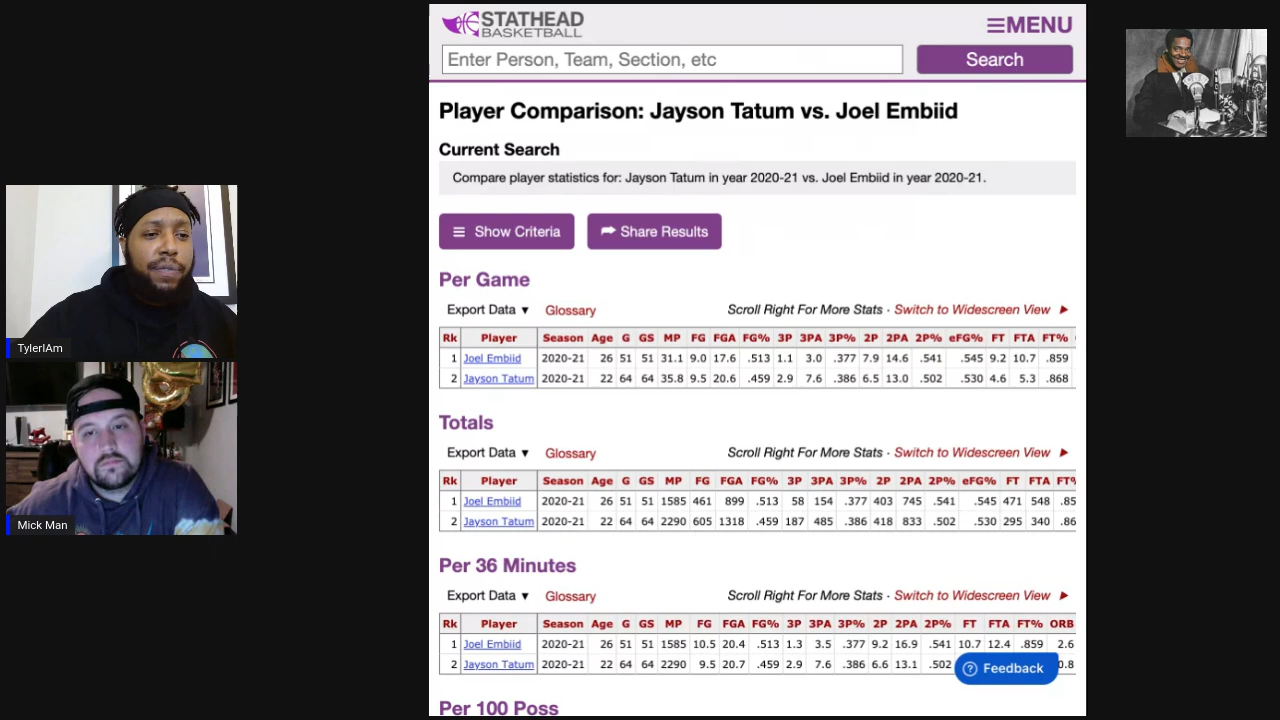 STATHEAD
BASKETBALL
MENU
Enter Person, Team, Section, etc
Search
Player Comparison: Jayson Tatum vs. Joel Embiid
Current Search
Compare player statistics for: Jayson Tatum in year 2020-21 vs. Joel Embiid in year 2020-21.
Show Criteria Share Results
Per Game
Export Data ▼ Glossary Scroll Right For More Stats · Switch to Widescreen View ►
Rk Player Season Age G GS MP FG FGA FG% 3P 3PA 3P% 2P 2PA 2P% eFG% FT FTA FT%
1 Joel Embiid 2020-21 26 51 51 31.1 9.0 17.6 .513 1.1 3.0 .377 7.9 14.6 .541 .545 9.2 10.7 .859
2 Jayson Tatum 2020-21 22 64 64 35.8 9.5 20.6 .459 2.9 7.6 .386 6.5 13.0 .502 .530 4.6 5.3 .868
Totals
Export Data ▼ Glossary Scroll Right For More Stats · Switch to Widescreen View ►
Rk Player Season Age G GS MP FG FGA FG% 3P 3PA 3P% 2P 2PA 2P% eFG% FT FTA FT%
1 Joel Embiid 2020-21 26 51 51 1585 461 899 .513 58 154 .377 403 745 .541 .545 471 548 .85
2 Jayson Tatum 2020-21 22 64 64 2290 605 1318 .459 187 485 .386 418 833 .502 .530 295 340 .86
Per 36 Minutes
Export Data ▼ Glossary Scroll Right For More Stats · Switch to Widescreen View ►
Rk Player Season Age G GS MP FG FGA FG% 3P 3PA 3P% 2P 2PA 2P% FT FTA FT% ORB
1 Joel Embiid 2020-21 26 51 51 1585 10.5 20.4 .513 1.3 3.5 .377 9.2 16.9 .541 10.7 12.4 .859 2.6
2 Jayson Tatum 2020-21 22 64 64 2290 9.5 20.7 .459 2.9 7.6 .386 6.6 13.1 .502 0.8
Feedback
Per 100 Poss
TylerIAm
Mick Man